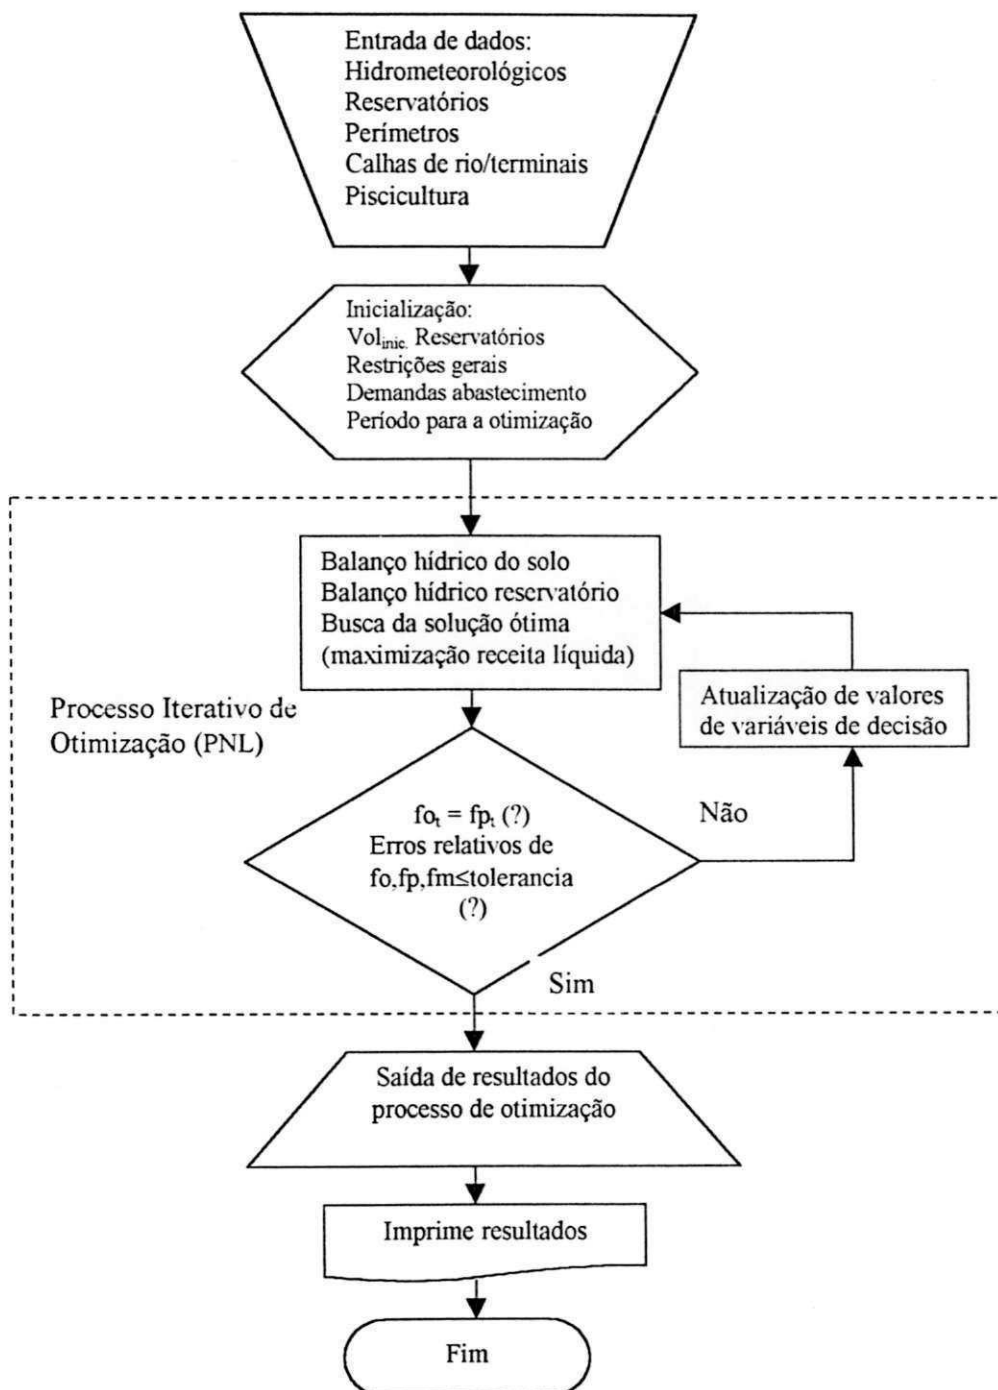 Entrada de dados:
Hidrometeorológicos
Reservatórios
Perímetros
Calhas de rio/terminais
Piscicultura
Inicialização:
Vol_inic. Reservatórios
Restrições gerais
Demandas abastecimento
Período para a otimização
Balanço hídrico do solo
Balanço hídrico reservatório
Busca da solução ótima
(maximização receita líquida)
Atualização de valores
de variáveis de decisão
Processo Iterativo de
Otimização (PNL)
fo_t = fp_t (?)
Erros relativos de
fo,fp,fm≤tolerancia
(?)
Não
Sim
Saída de resultados do
processo de otimização
Imprime resultados
Fim